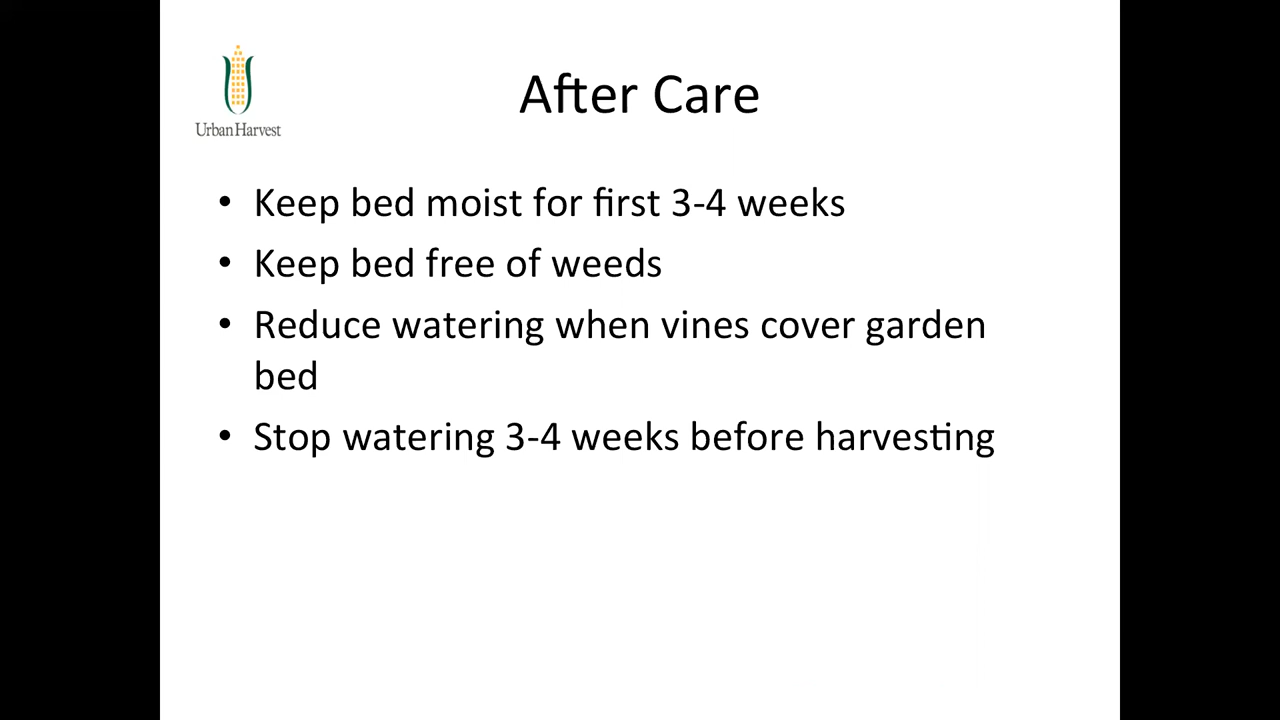 Urban Harvest
After Care
• Keep bed moist for first 3-4 weeks
• Keep bed free of weeds
• Reduce watering when vines cover garden
bed
• Stop watering 3-4 weeks before harvesting